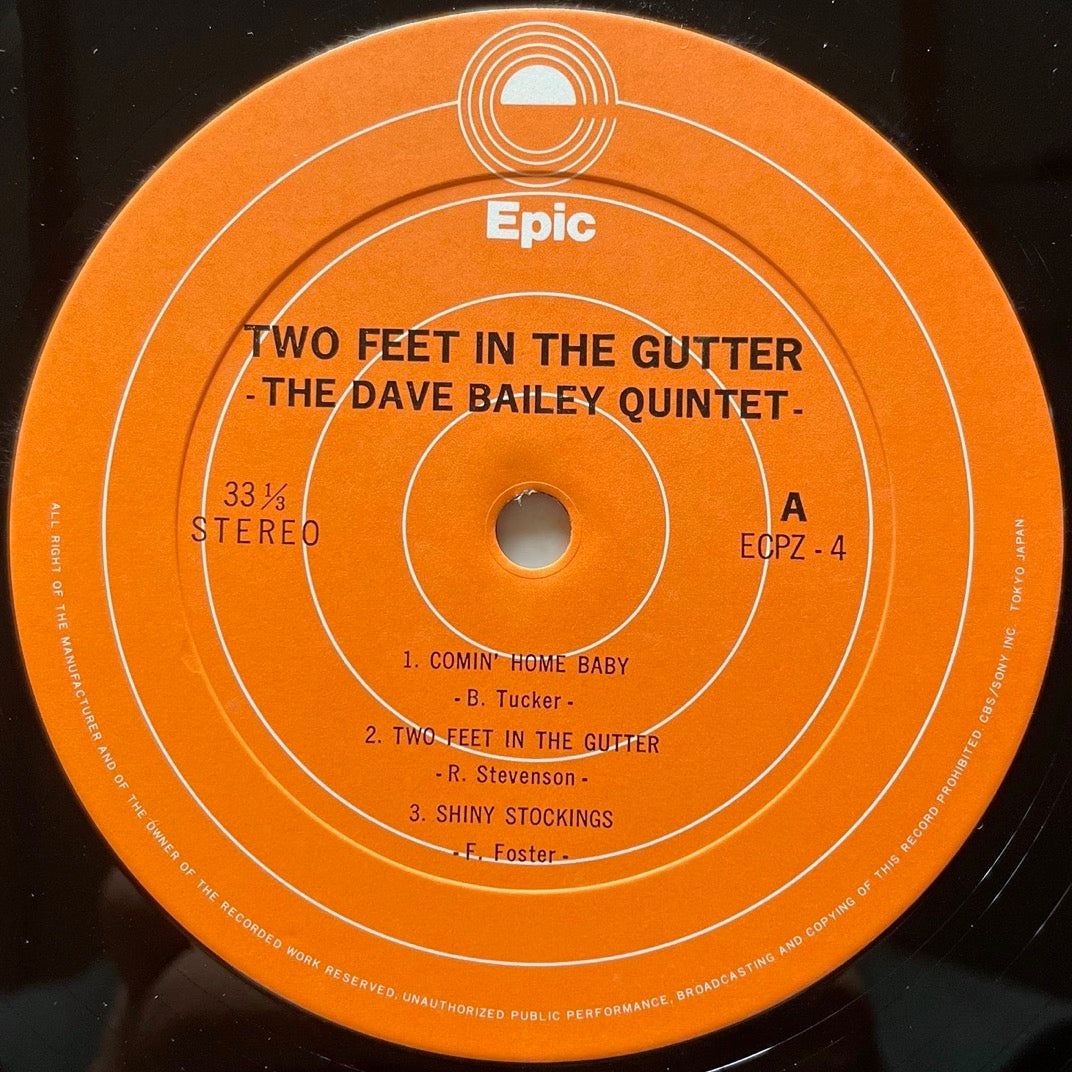 Epic
TWO FEET IN THE GUTTER
-THE DAVE BAILEY QUINTET-
33 1/3
STEREO
A
ECPZ - 4
1. COMIN' HOME BABY
- B. Tucker -
2. TWO FEET IN THE GUTTER
- R. Stevenson -
3. SHINY STOCKINGS
- F. Foster -
ALL RIGHT OF THE MANUFACTURER AND OF THE OWNER OF THE RECORDED WORK RESERVED. UNAUTHORIZED PUBLIC PERFORMANCE, BROADCASTING AND COPYING OF THIS RECORD PROHIBITED. CBS/SONY INC. TOKYO JAPAN